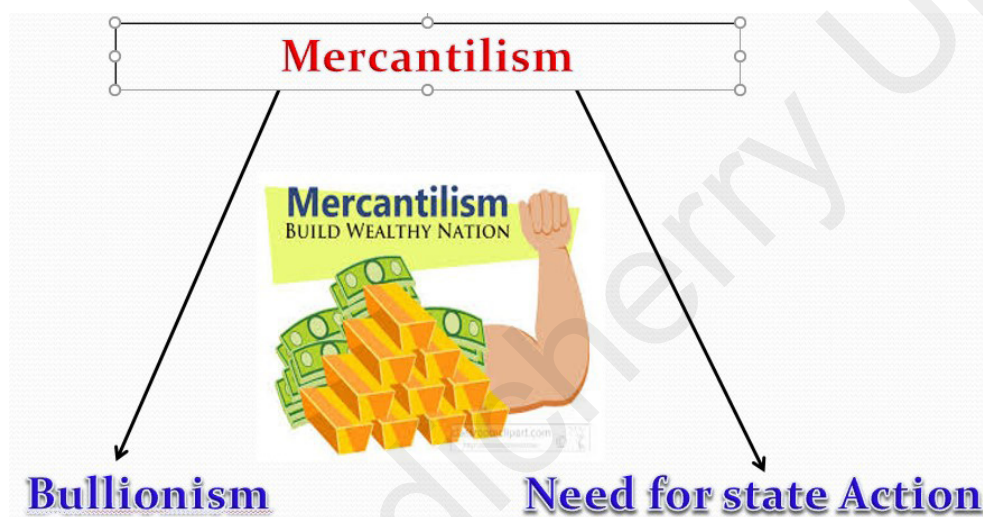 Mercantilism
Mercantilism
BUILD WEALTHY NATION
Bullionism
Need for state Action